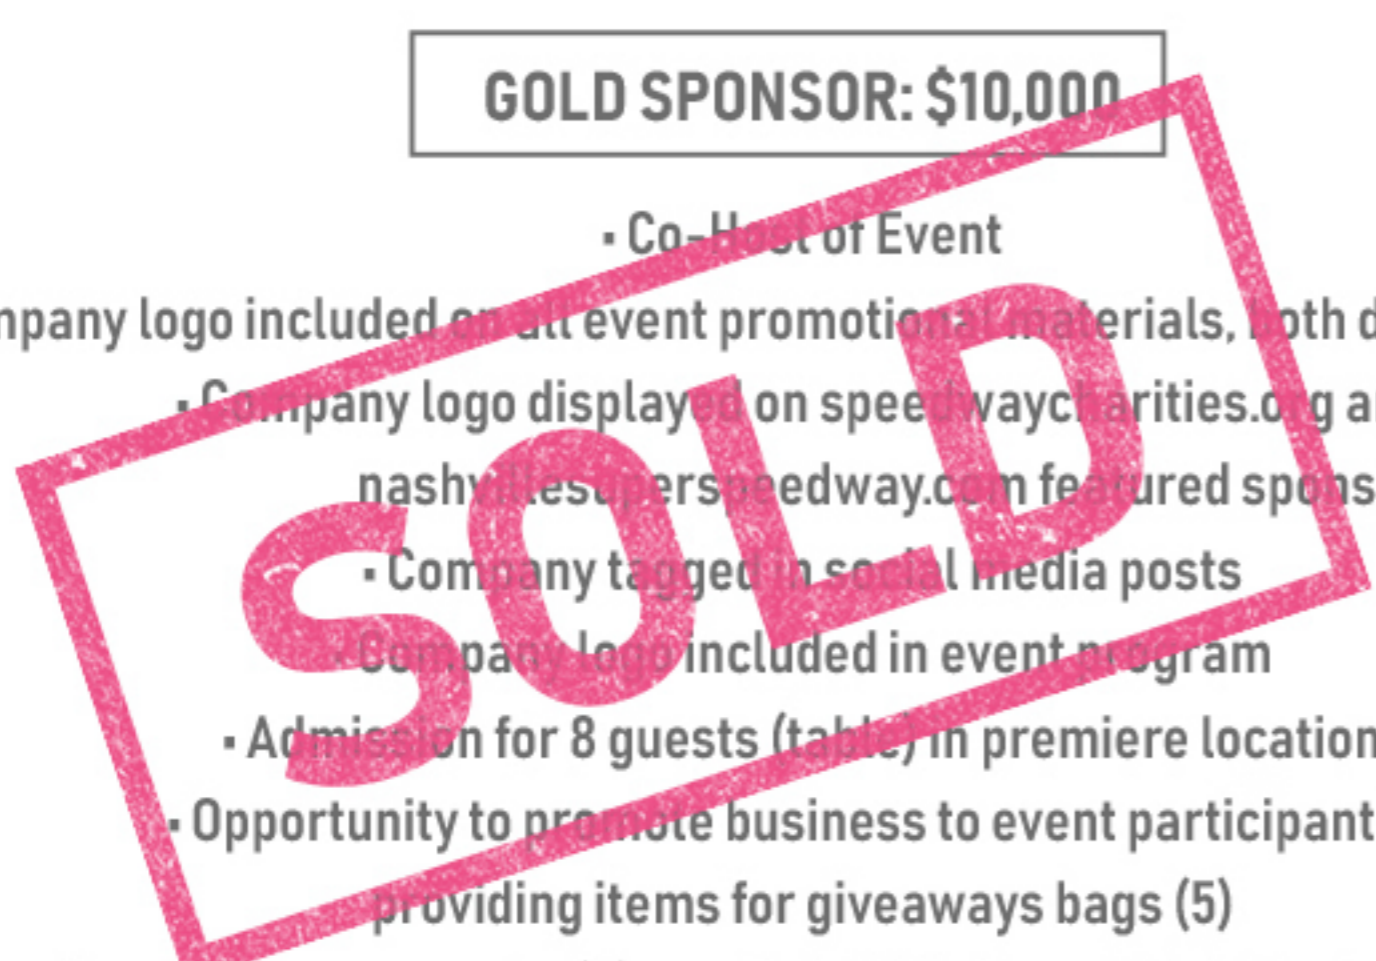 GOLD SPONSOR: $10,000
▪ Co-Host of Event
mpany logo included on all event promotional materials, both d
▪ Company logo displayed on speedwaycharities.org a
nashvillesuperspeedway.com featured spons
▪ Company tagged in social media posts
▪ Company logo included in event program
▪ Admission for 8 guests (table) in premiere location
▪ Opportunity to promote business to event participant
providing items for giveaways bags (5)
SOLD